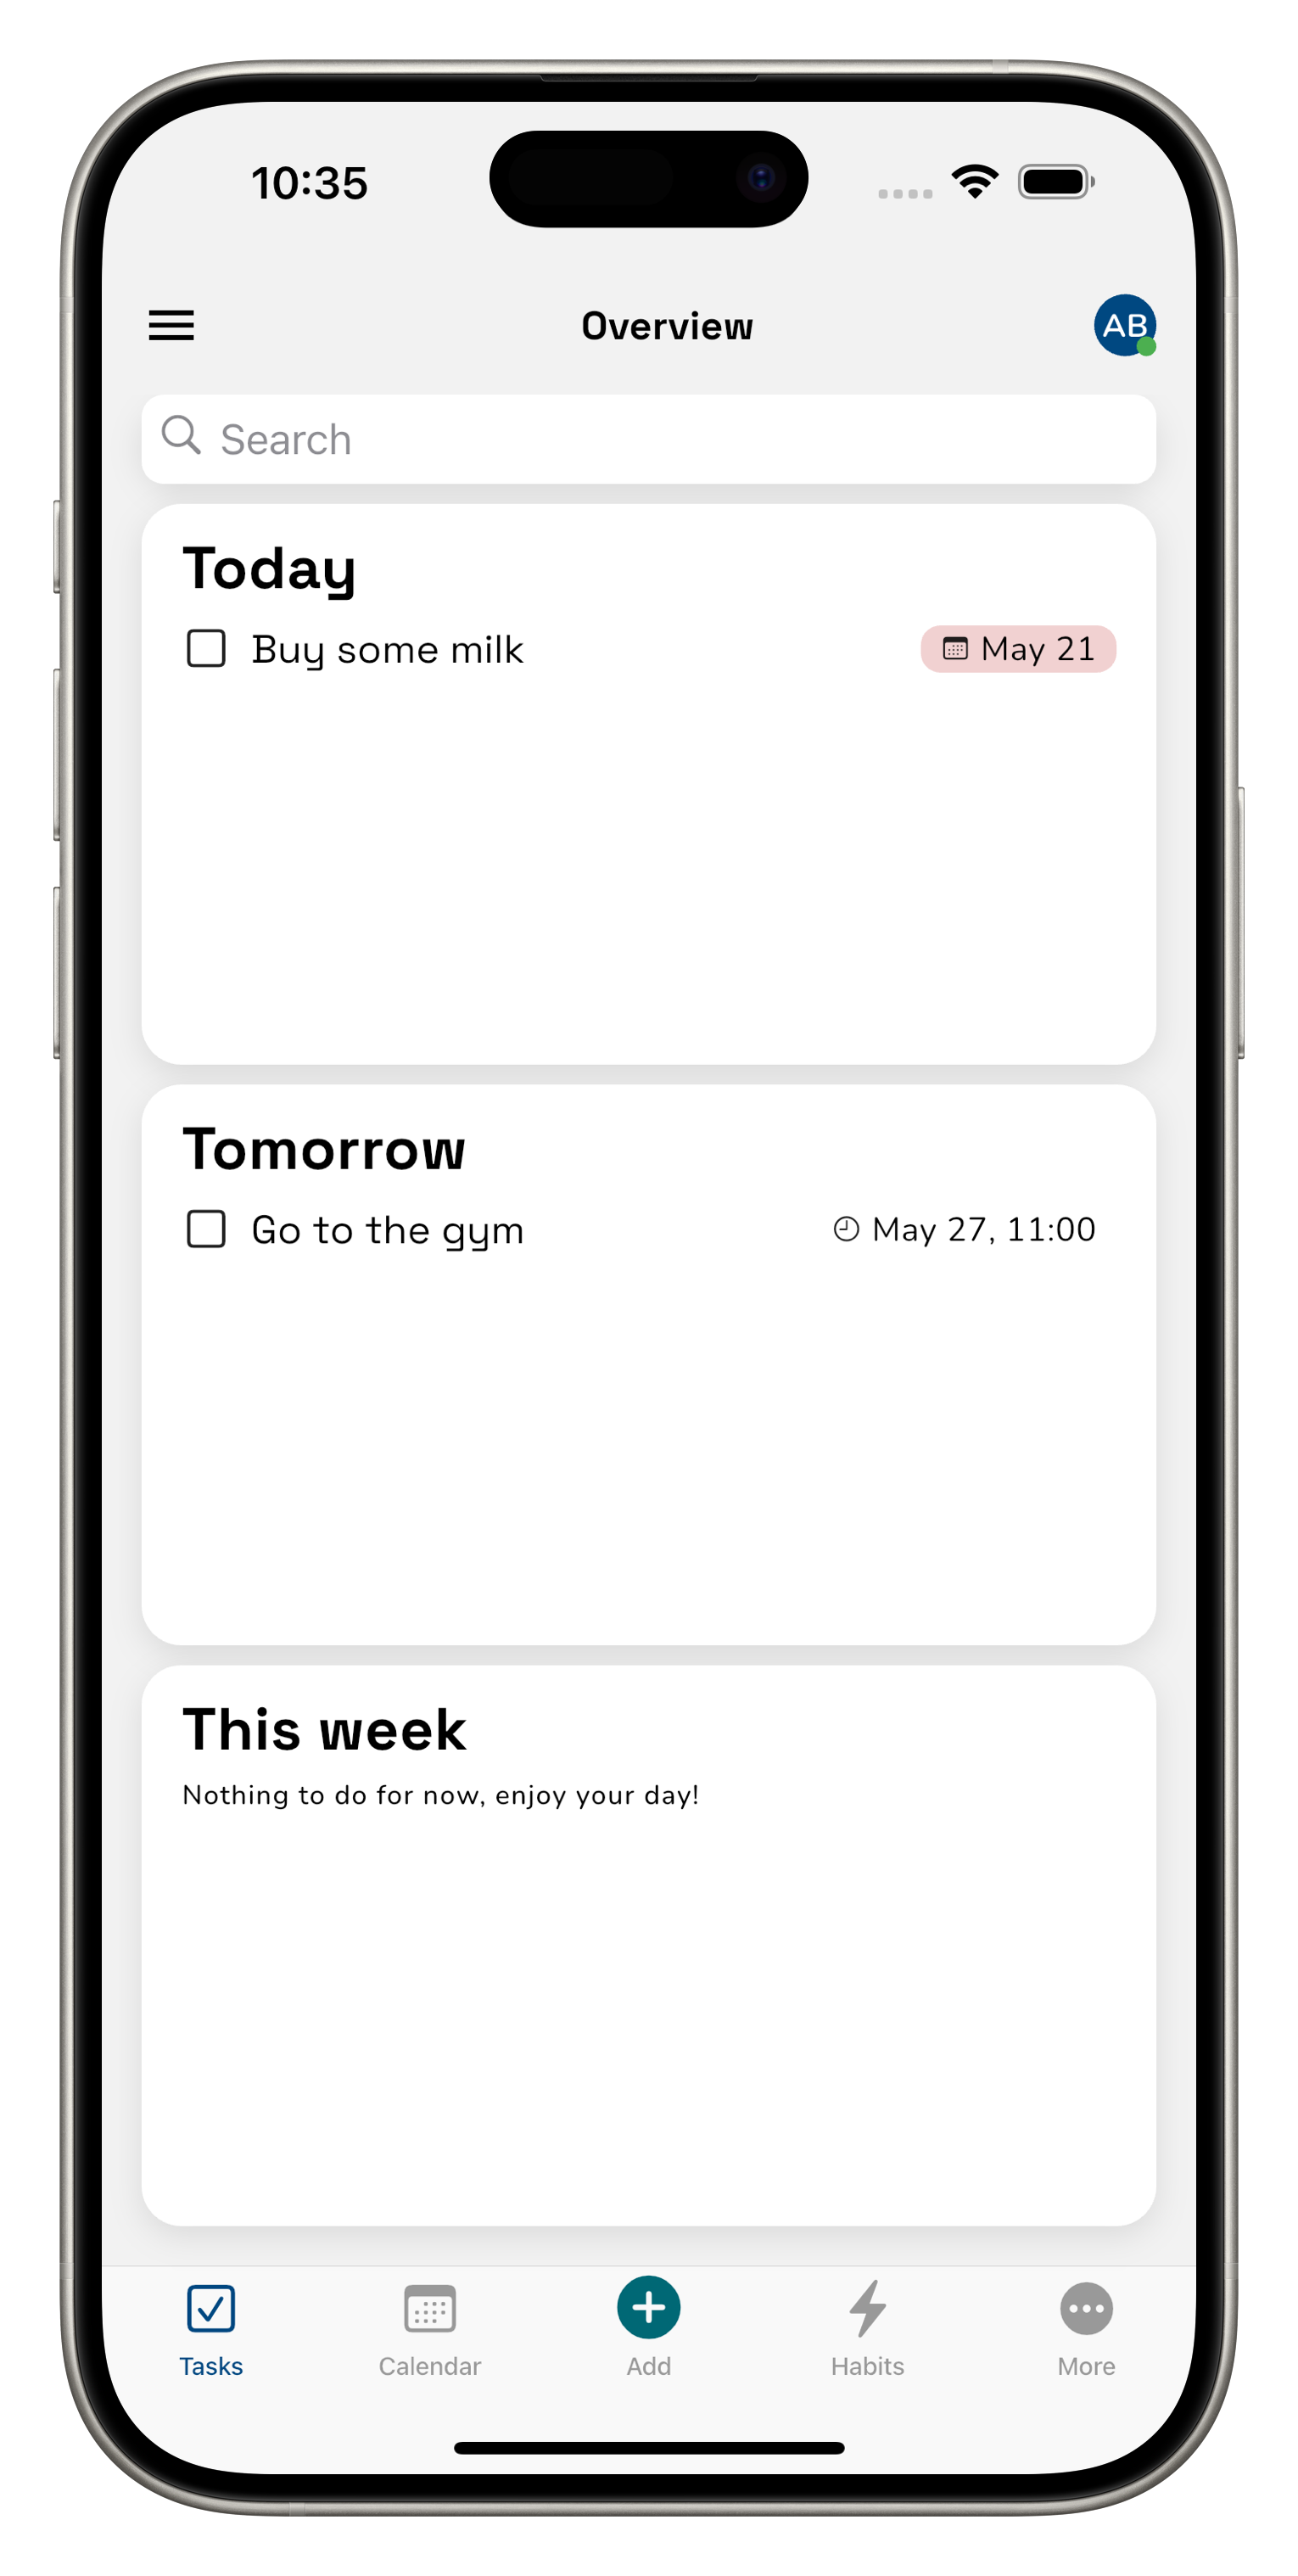 10:35
Overview
AB
Search
Today
Buy some milk May 21
Tomorrow
Go to the gym May 27, 11:00
This week
Nothing to do for now, enjoy your day!
Tasks Calendar Add Habits More